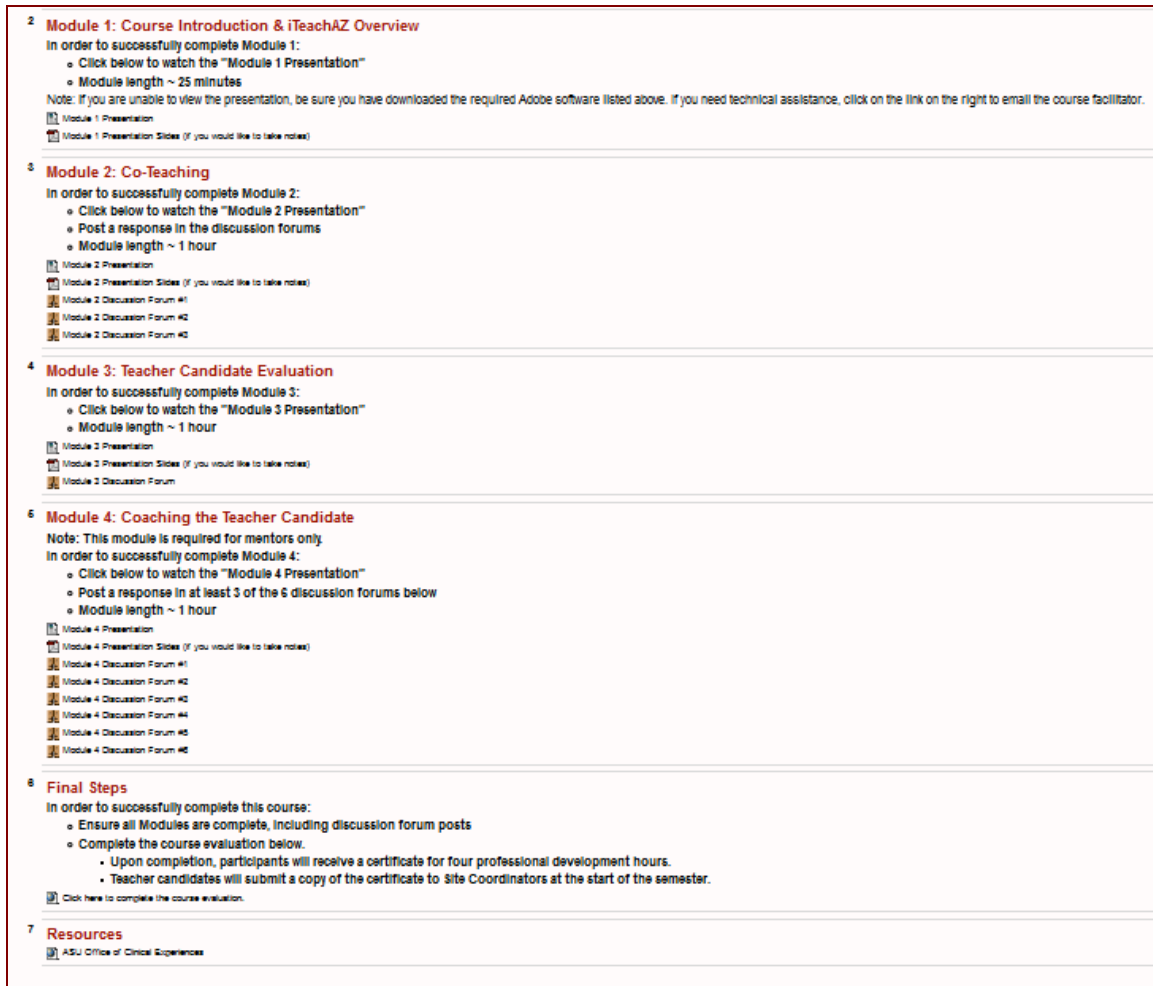 2 Module 1: Course Introduction & iTeachAZ Overview
In order to successfully complete Module 1:
Click below to watch the "Module 1 Presentation"
Module length ~ 25 minutes
Note: If you are unable to view the presentation, be sure you have downloaded the required Adobe software listed above. If you need technical assistance, click on the link on the right to email the course facilitator.
Module 1 Presentation
Module 1 Presentation Slides (if you would like to take notes)
3 Module 2: Co-Teaching
In order to successfully complete Module 2:
Click below to watch the "Module 2 Presentation"
Post a response in the discussion forums
Module length ~ 1 hour
Module 2 Presentation
Module 2 Presentation Slides (if you would like to take notes)
Module 2 Discussion Forum #1
Module 2 Discussion Forum #2
Module 2 Discussion Forum #3
4 Module 3: Teacher Candidate Evaluation
In order to successfully complete Module 3:
Click below to watch the "Module 3 Presentation"
Module length ~ 1 hour
Module 3 Presentation
Module 3 Presentation Slides (if you would like to take notes)
Module 3 Discussion Forum
5 Module 4: Coaching the Teacher Candidate
Note: This module is required for mentors only.
In order to successfully complete Module 4:
Click below to watch the "Module 4 Presentation"
Post a response in at least 3 of the 6 discussion forums below
Module length ~ 1 hour
Module 4 Presentation
Module 4 Presentation Slides (if you would like to take notes)
Module 4 Discussion Forum #1
Module 4 Discussion Forum #2
Module 4 Discussion Forum #3
Module 4 Discussion Forum #4
Module 4 Discussion Forum #5
Module 4 Discussion Forum #6
6 Final Steps
In order to successfully complete this course:
Ensure all Modules are complete, including discussion forum posts
Complete the course evaluation below.
Upon completion, participants will receive a certificate for four professional development hours.
Teacher candidates will submit a copy of the certificate to Site Coordinators at the start of the semester.
Click here to complete the course evaluation.
7 Resources
ASU Office of Clinical Experiences